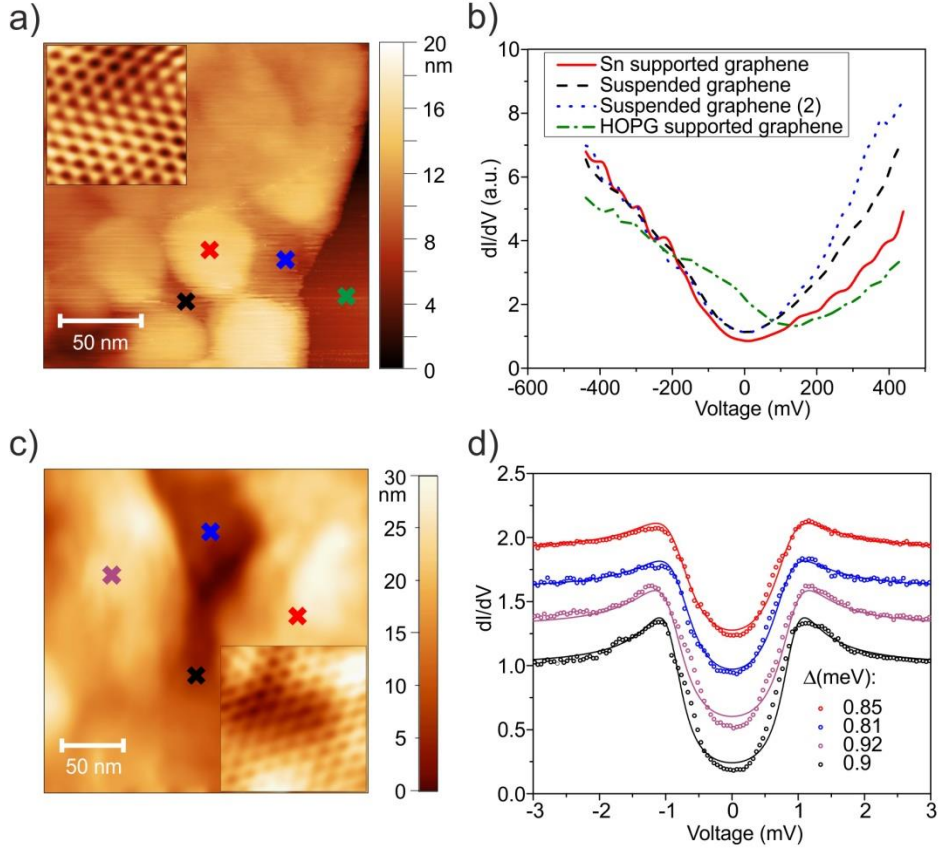 a)
20
nm
16
12
8
4
0
50 nm
b)
10
8
6
4
2
0
dI/dV (a.u.)
Sn supported graphene
Suspended graphene
Suspended graphene (2)
HOPG supported graphene
-600 -400 -200 0 200 400
Voltage (mV)
c)
30
nm
25
20
15
10
5
0
50 nm
d)
2.5
2.0
1.5
1.0
0.5
0.0
dI/dV
Δ(meV):
0.85
0.81
0.92
0.9
-3 -2 -1 0 1 2 3
Voltage (mV)